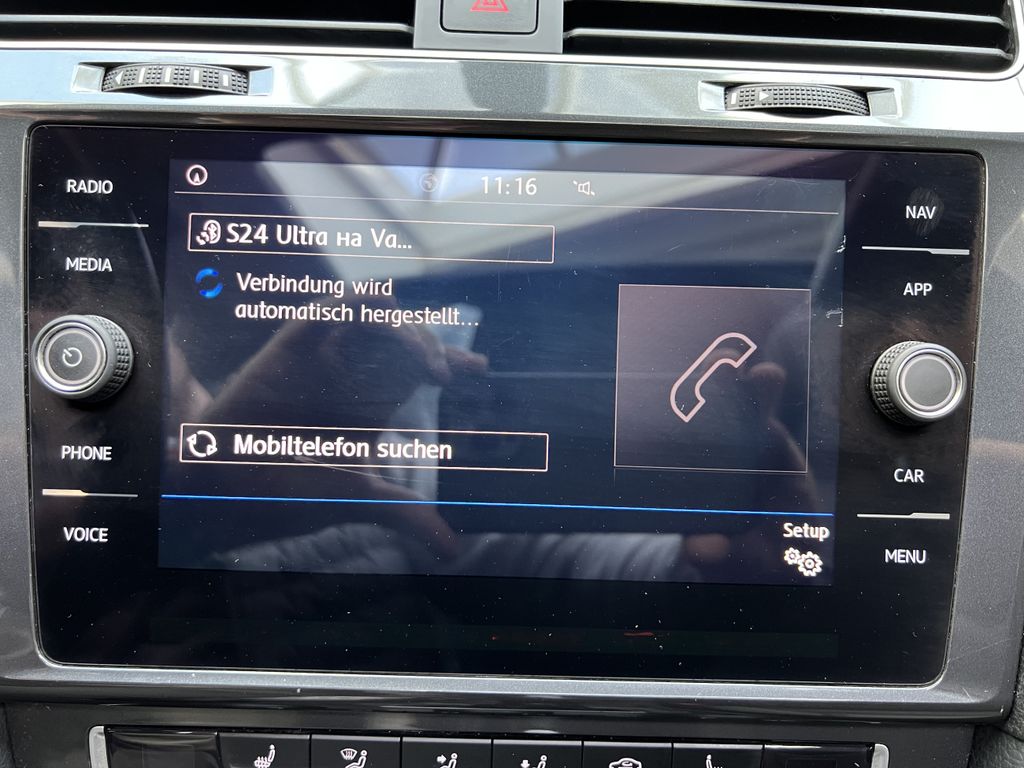 RADIO
MEDIA
PHONE
VOICE
11:16
S24 Ultra на Va...
Verbindung wird
automatisch hergestellt...
Mobiltelefon suchen
Setup
NAV
APP
CAR
MENU